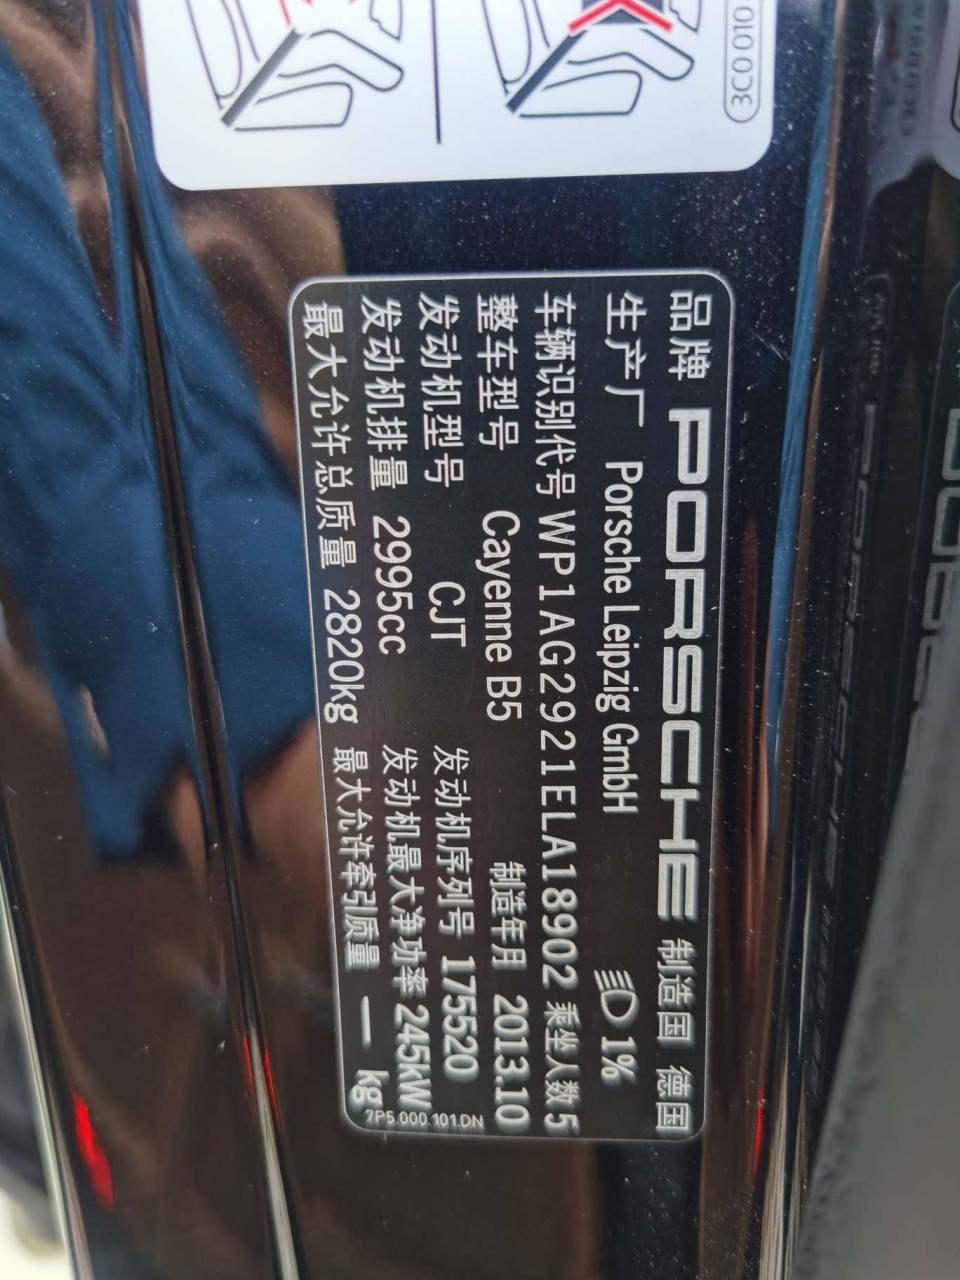 3C0 010
品牌 PORSCHE 制造国 德国
生产厂 Porsche Leipzig GmbH 1%
车辆识别代号 WP1AG2921ELA18902 乘坐人数 5
整车型号 Cayenne B5 制造年月 2013.10
发动机型号 CJT 发动机序列号 175520
发动机排量 2995cc 发动机最大净功率 245kW
最大允许总质量 2820kg 最大允许牵引质量 — kg
7P5.000.101.DN